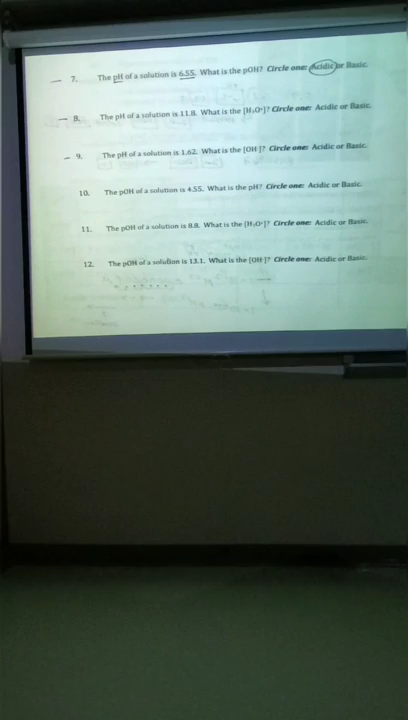 7. The pH of a solution is 6.55. What is the pOH? Circle one: Acidic or Basic.
8. The pH of a solution is 11.8. What is the [H₃O⁺]? Circle one: Acidic or Basic.
9. The pH of a solution is 1.62. What is the [OH⁻]? Circle one: Acidic or Basic.
10. The pOH of a solution is 4.55. What is the pH? Circle one: Acidic or Basic.
11. The pOH of a solution is 8.8. What is the [H₃O⁺]? Circle one: Acidic or Basic.
12. The pOH of a solution is 13.1. What is the [OH⁻]? Circle one: Acidic or Basic.